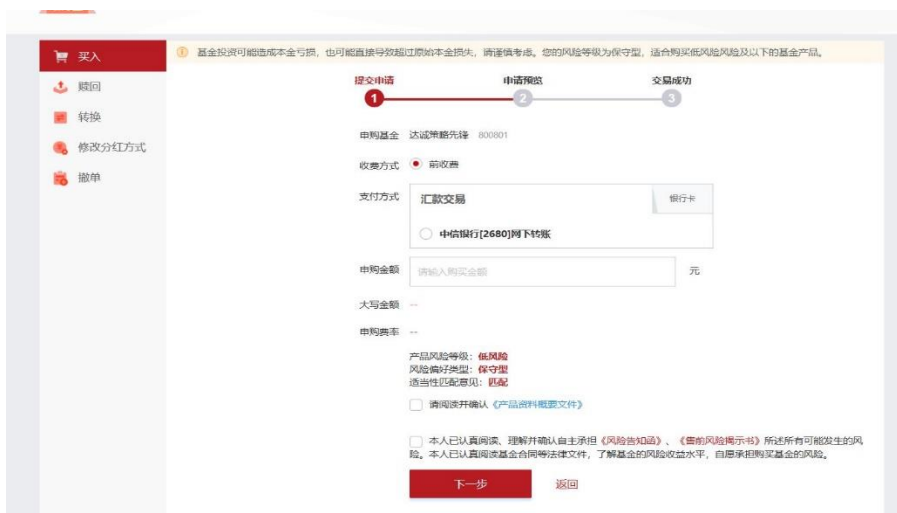 买入
基金投资可能造成本金亏损，也可能直接导致超过原始本金损失，请谨慎考虑。您的风险等级为保守型，适合购买低风险风险及以下的基金产品。
赎回
转换
修改分红方式
撤单
提交申请 申请预览 交易成功
1 2 3
申购基金 达诚策略先锋 800801
收费方式 前收费
支付方式 汇款交易 银行卡
中信银行[2680]网下转账
申购金额 请输入购买金额 元
大写金额 --
申购费率 --
产品风险等级：低风险
风险偏好类型：保守型
适当性匹配意见：匹配
请阅读并确认《产品资料概要文件》
本人已认真阅读、理解并确认自主承担《风险告知函》、《售前风险揭示书》所述所有可能发生的风
险。本人已认真阅读基金合同等法律文件，了解基金的风险收益水平，自愿承担购买基金的风险。
下一步 返回